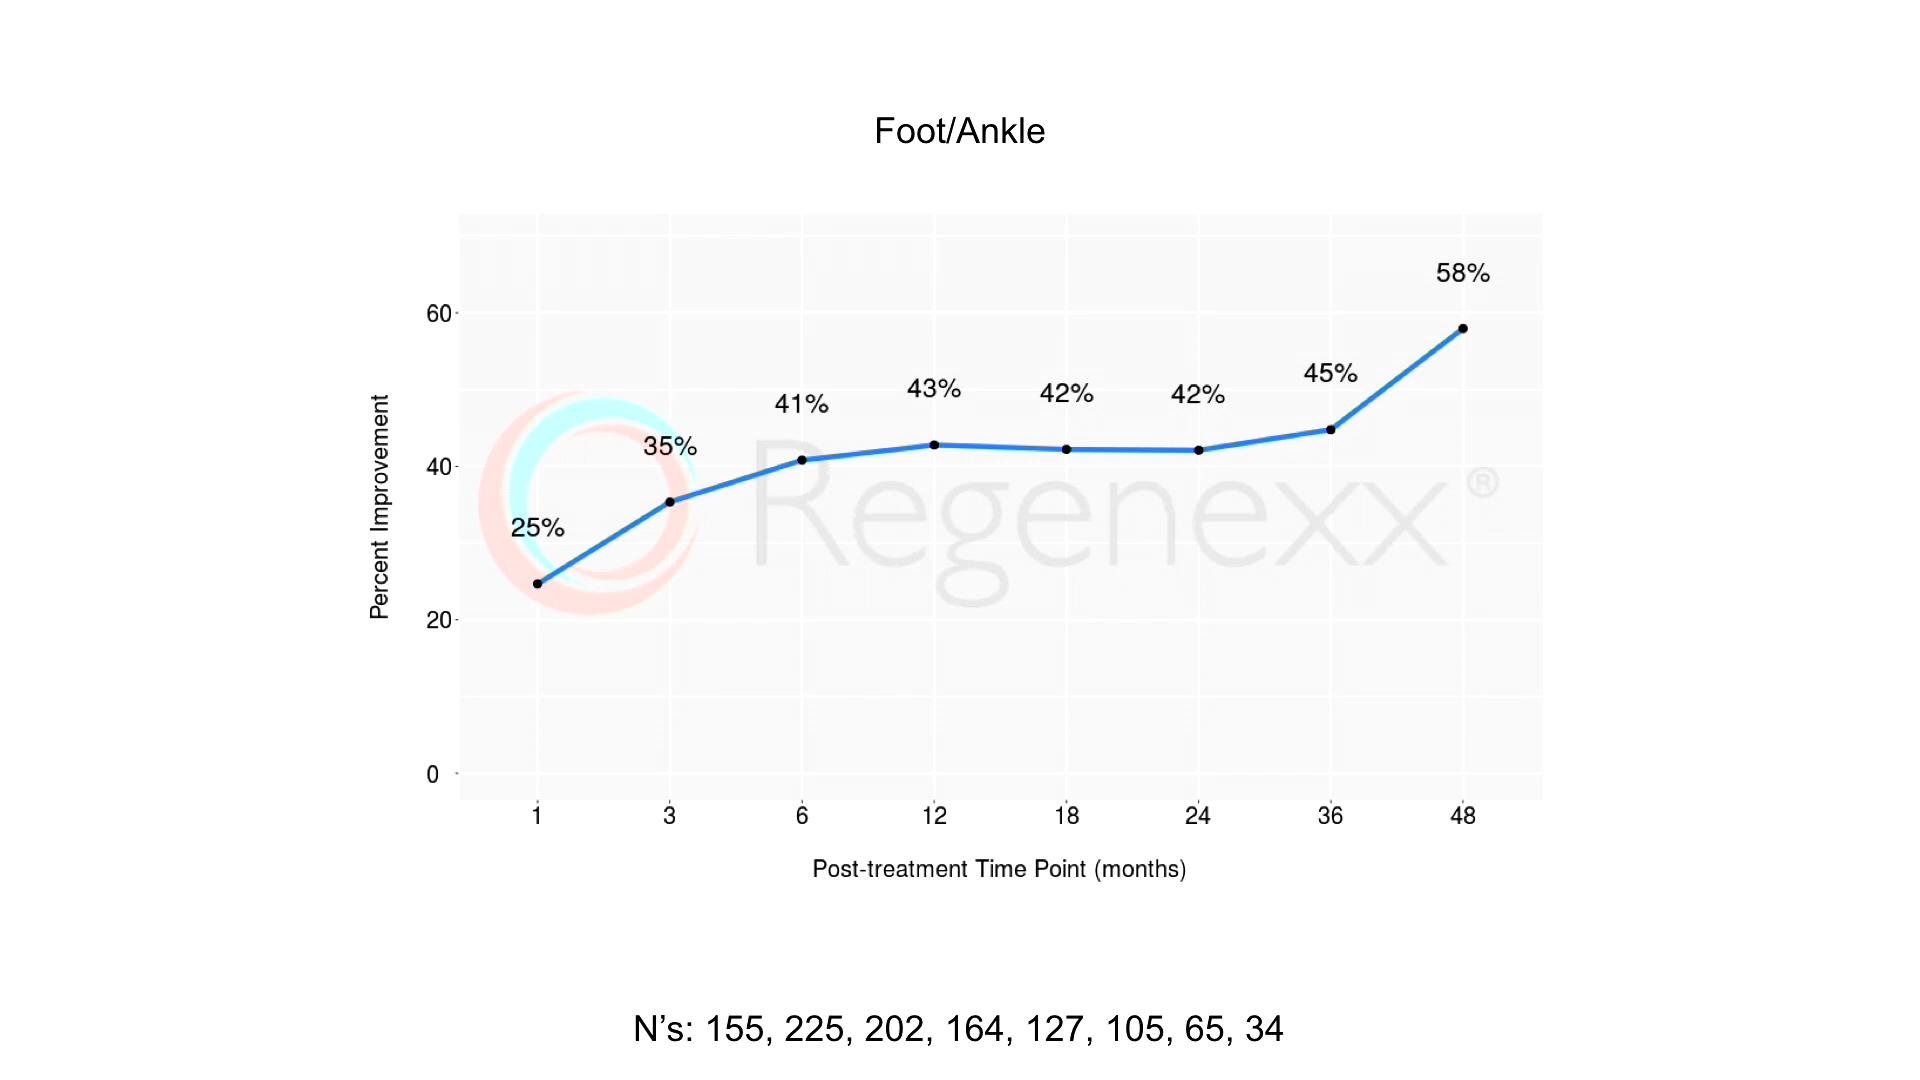 Foot/Ankle
58%
60
45%
43%
42%
42%
41%
35%
40
Regenexx®
25%
Percent Improvement
20
0
1 3 6 12 18 24 36 48
Post-treatment Time Point (months)
N’s: 155, 225, 202, 164, 127, 105, 65, 34